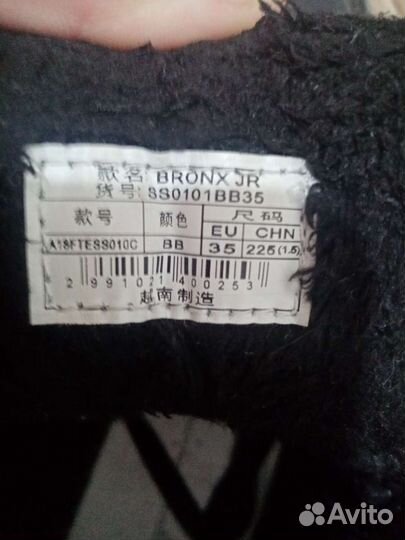 款名: BRONX JR
货号: SS0101BB35
款号 颜色 尺码
EU CHN
A18FTESS010C BB 35 225(1.5)
2 991021 400253
越南制造
Avito